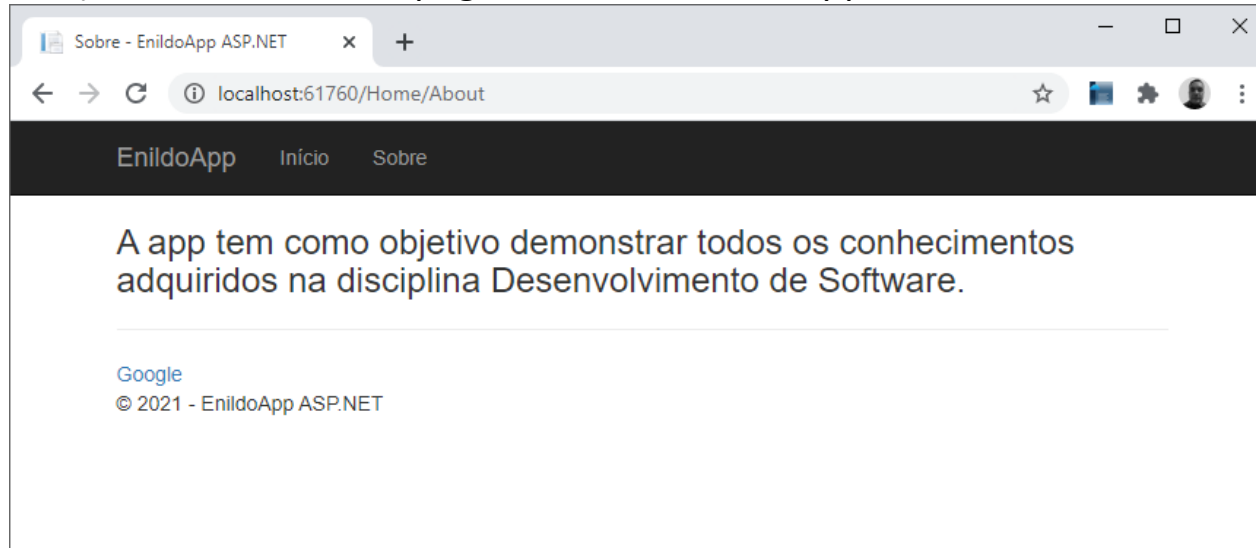 Sobre - EnildoApp ASP.NET
localhost:61760/Home/About
EnildoApp Início Sobre
A app tem como objetivo demonstrar todos os conhecimentos
adquiridos na disciplina Desenvolvimento de Software.
Google
© 2021 - EnildoApp ASP.NET